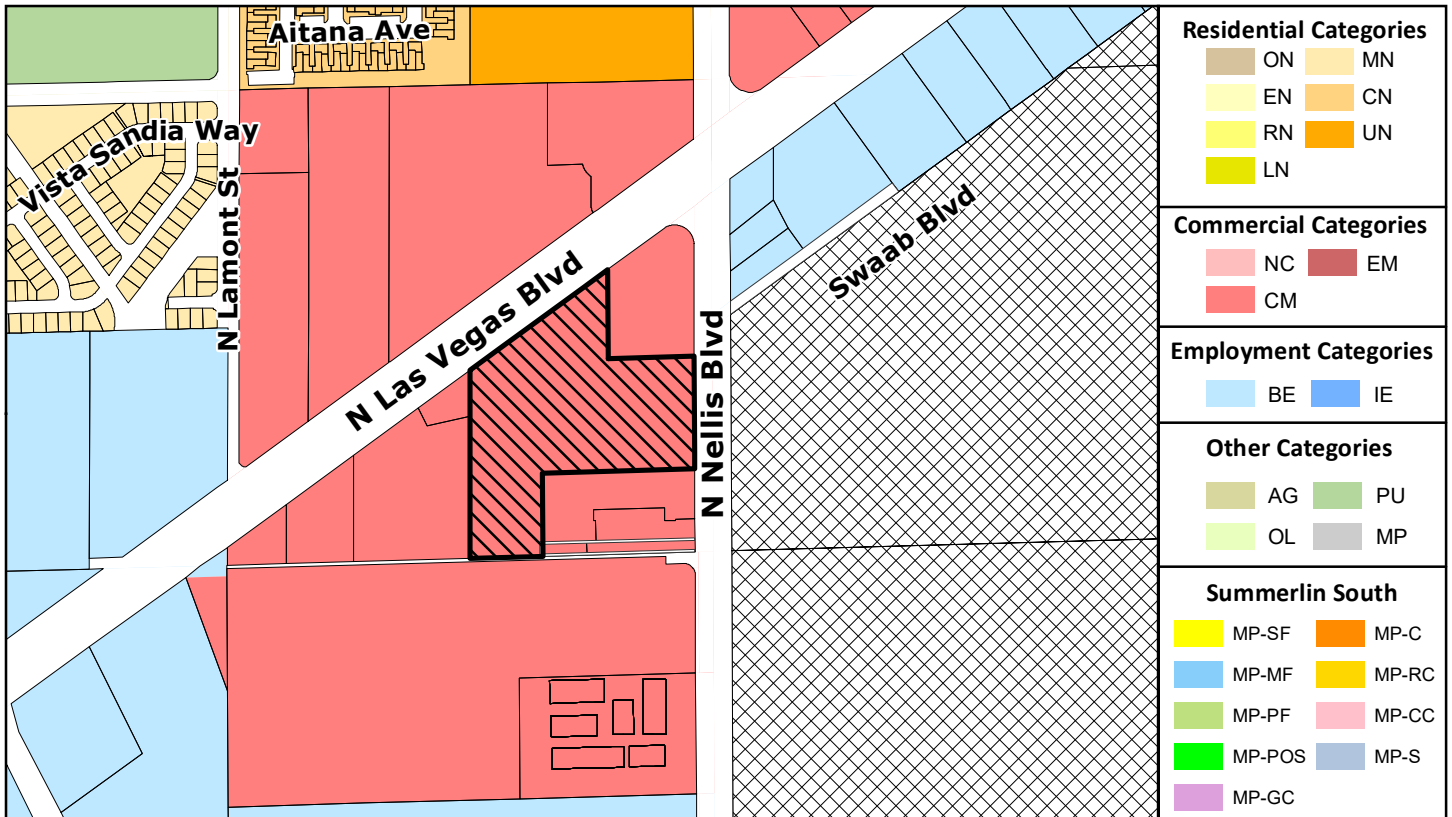 Aitana Ave
Vista Sandia Way
N Lamont St
N Las Vegas Blvd
N Nellis Blvd
Swaab Blvd
Residential Categories
ON MN
EN CN
RN UN
LN
Commercial Categories
NC EM
CM
Employment Categories
BE IE
Other Categories
AG PU
OL MP
Summerlin South
MP-SF MP-C
MP-MF MP-RC
MP-PF MP-CC
MP-POS MP-S
MP-GC